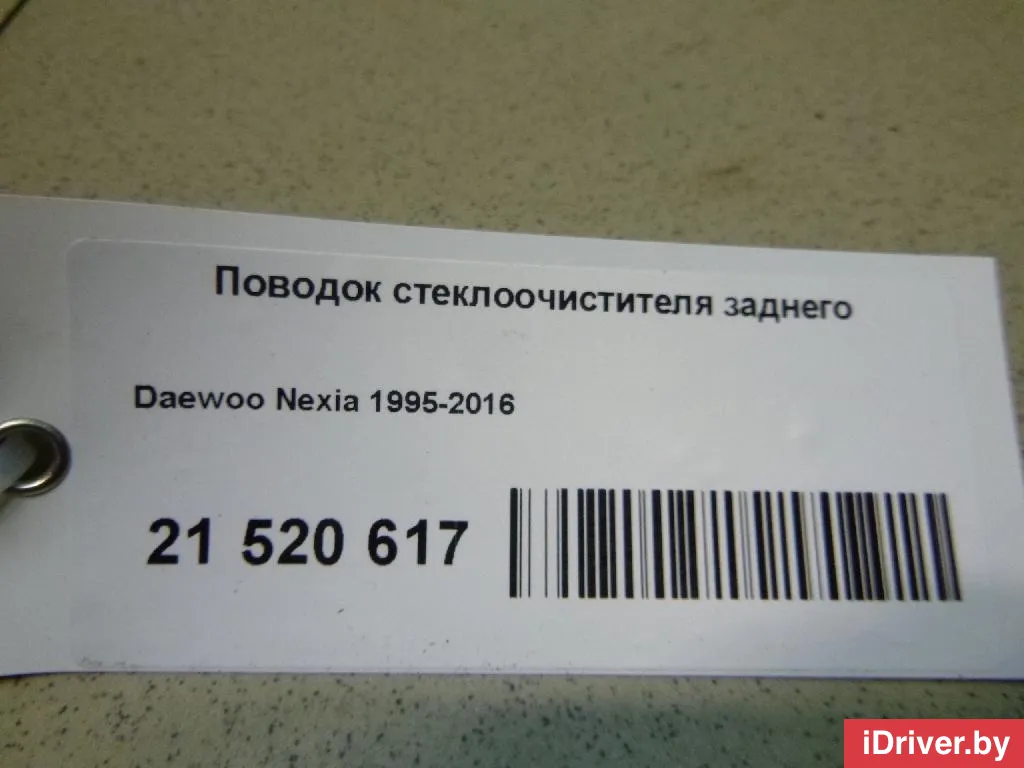 Поводок стеклоочистителя заднего
Daewoo Nexia 1995-2016
21 520 617
iDriver.by